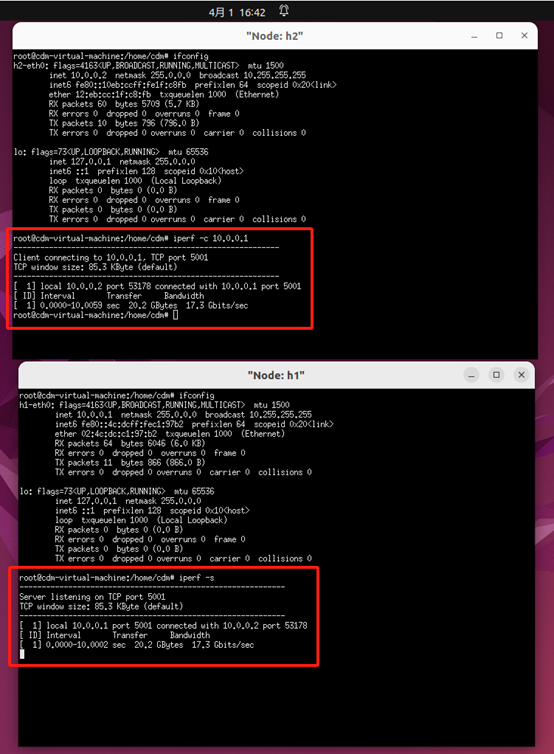 4月 1 16:42
"Node: h2"
root@cdm-virtual-machine:/home/cdm# ifconfig
h2-eth0: flags=4163<UP,BROADCAST,RUNNING,MULTICAST>  mtu 1500
        inet 10.0.0.2  netmask 255.0.0.0  broadcast 10.255.255.255
        inet6 fe80::10eb:ccff:fe1f:c8fb  prefixlen 64  scopeid 0x20<link>
        ether 12:eb:cc:1f:c8:fb  txqueuelen 1000  (Ethernet)
        RX packets 60  bytes 5709 (5.7 KB)
        RX errors 0  dropped 0  overruns 0  frame 0
        TX packets 10  bytes 796 (796.0 B)
        TX errors 0  dropped 0 overruns 0  carrier 0  collisions 0
lo: flags=73<UP,LOOPBACK,RUNNING>  mtu 65536
        inet 127.0.0.1  netmask 255.0.0.0
        inet6 ::1  prefixlen 128  scopeid 0x10<host>
        loop  txqueuelen 1000  (Local Loopback)
        RX packets 0  bytes 0 (0.0 B)
        RX errors 0  dropped 0  overruns 0  frame 0
        TX packets 0  bytes 0 (0.0 B)
        TX errors 0  dropped 0 overruns 0  carrier 0  collisions 0
root@cdm-virtual-machine:/home/cdm# iperf -c 10.0.0.1
------------------------------------------------------------
Client connecting to 10.0.0.1, TCP port 5001
TCP window size: 85.3 KByte (default)
------------------------------------------------------------
[  1] local 10.0.0.2 port 53178 connected with 10.0.0.1 port 5001
[ ID] Interval       Transfer     Bandwidth
[  1] 0.0000-10.0059 sec  20.2 GBytes  17.3 Gbits/sec
root@cdm-virtual-machine:/home/cdm#
"Node: h1"
root@cdm-virtual-machine:/home/cdm# ifconfig
h1-eth0: flags=4163<UP,BROADCAST,RUNNING,MULTICAST>  mtu 1500
        inet 10.0.0.1  netmask 255.0.0.0  broadcast 10.255.255.255
        inet6 fe80::4c:dcff:fec1:97b2  prefixlen 64  scopeid 0x20<link>
        ether 02:4c:dc:c1:97:b2  txqueuelen 1000  (Ethernet)
        RX packets 64  bytes 6046 (6.0 KB)
        RX errors 0  dropped 0  overruns 0  frame 0
        TX packets 11  bytes 866 (866.0 B)
        TX errors 0  dropped 0 overruns 0  carrier 0  collisions 0
lo: flags=73<UP,LOOPBACK,RUNNING>  mtu 65536
        inet 127.0.0.1  netmask 255.0.0.0
        inet6 ::1  prefixlen 128  scopeid 0x10<host>
        loop  txqueuelen 1000  (Local Loopback)
        RX packets 0  bytes 0 (0.0 B)
        RX errors 0  dropped 0  overruns 0  frame 0
        TX packets 0  bytes 0 (0.0 B)
        TX errors 0  dropped 0 overruns 0  carrier 0  collisions 0
root@cdm-virtual-machine:/home/cdm# iperf -s
------------------------------------------------------------
Server listening on TCP port 5001
TCP window size: 85.3 KByte (default)
------------------------------------------------------------
[  1] local 10.0.0.1 port 5001 connected with 10.0.0.2 port 53178
[ ID] Interval       Transfer     Bandwidth
[  1] 0.0000-10.0002 sec  20.2 GBytes  17.3 Gbits/sec